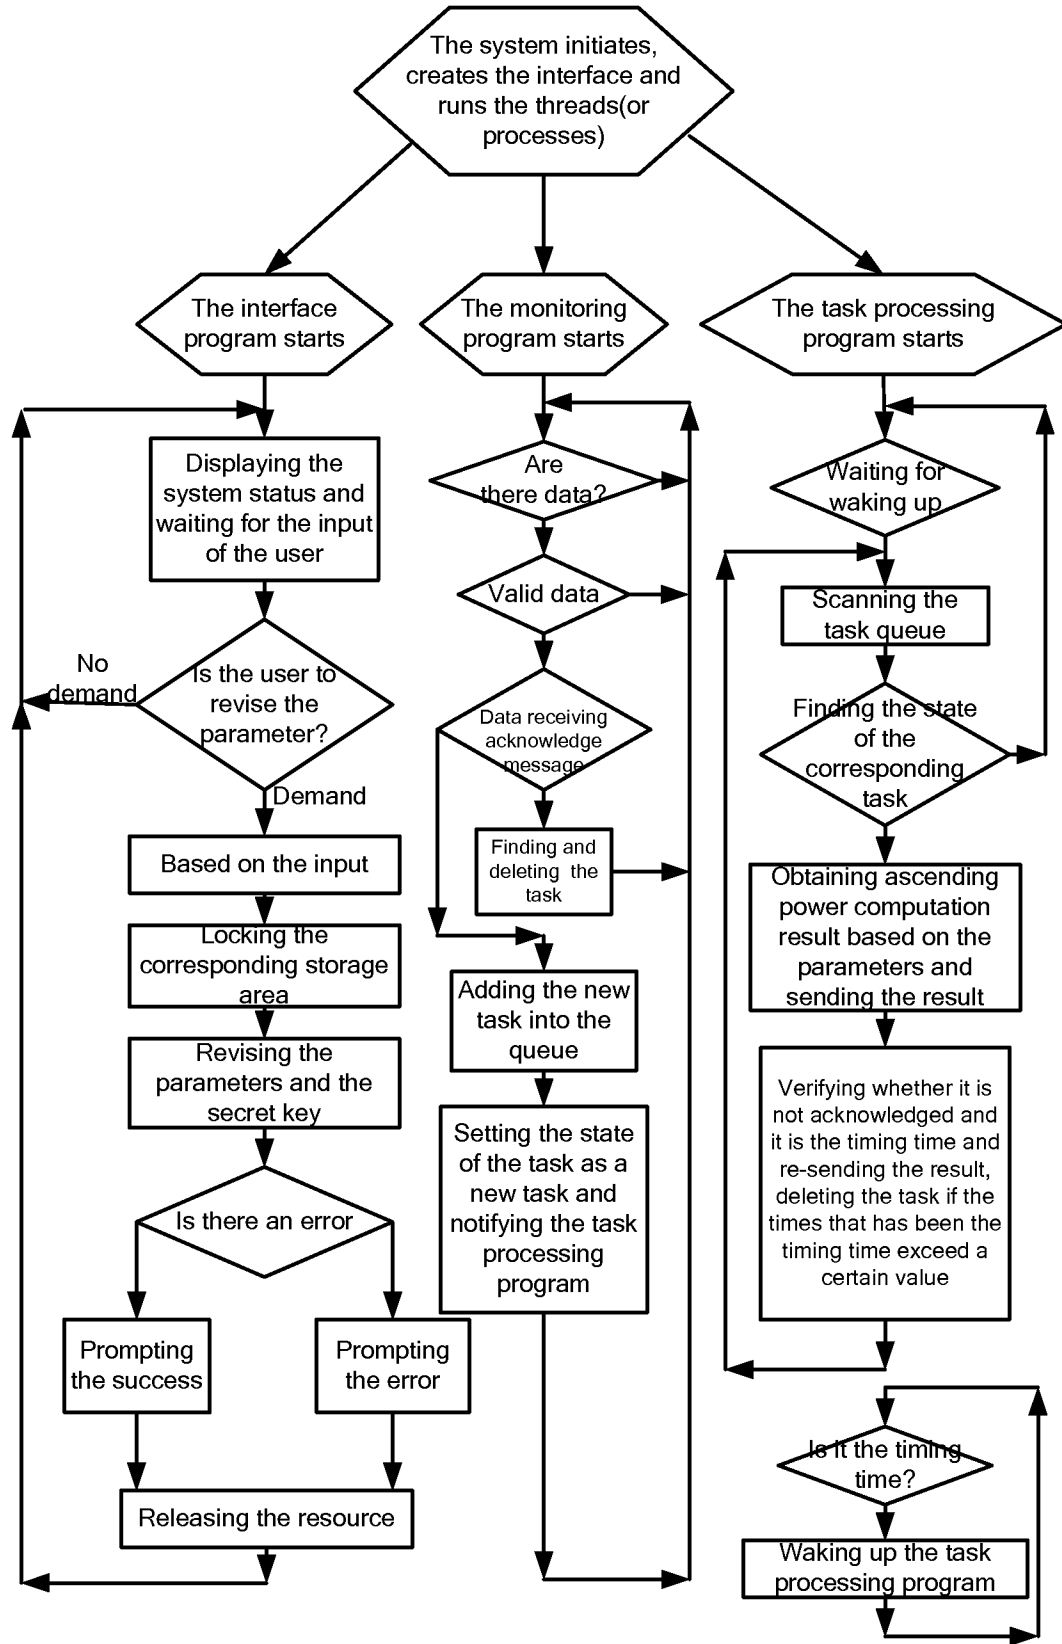 The system initiates,
creates the interface and
runs the threads(or
processes)
The interface
program starts
Displaying the
system status and
waiting for the input
of the user
No
demand
Is the user to
revise the
parameter?
Demand
Based on the input
Locking the
corresponding storage
area
Revising the
parameters and the
secret key
Is there an error
Prompting
the success
Prompting
the error
Releasing the resource
The monitoring
program starts
Are
there data?
Valid data
Data receiving
acknowledge
message
Finding and
deleting the
task
Adding the new
task into the
queue
Setting the state
of the task as a
new task and
notifying the task
processing
program
The task processing
program starts
Waiting for
waking up
Scanning the
task queue
Finding the state
of the
corresponding
task
Obtaining ascending
power computation
result based on the
parameters and
sending the result
Verifying whether it is
not acknowledged and
it is the timing time and
re-sending the result,
deleting the task if the
times that has been the
timing time exceed a
certain value
Is it the timing
time?
Waking up the task
processing program